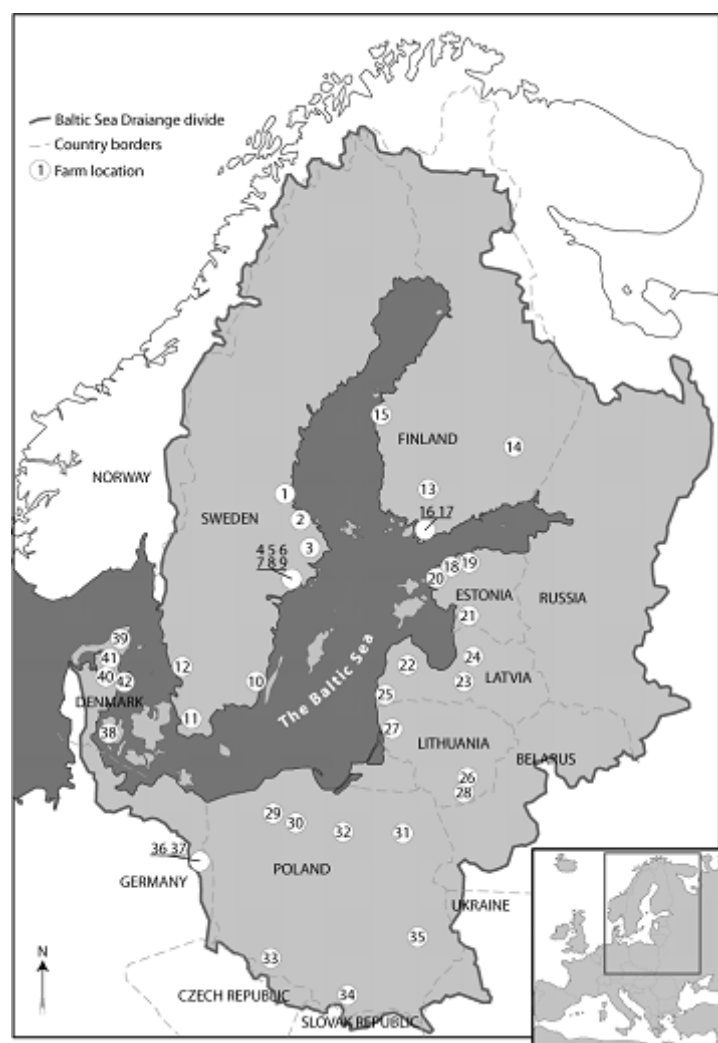 Baltic Sea Draiange divide
Country borders
1 Farm location
15
FINLAND
14
NORWAY
13
1
16 17
SWEDEN
2
3
4 5 6
7 8 9
18 19
20
ESTONIA
RUSSIA
21
39
41
12
22
24
40 42
10
23
LATVIA
DENMARK
25
The Baltic Sea
11
38
27
LITHUANIA
BELARUS
26
28
29
30
32
31
36 37
POLAND
GERMANY
UKRAINE
35
33
N
CZECH REPUBLIC
34
SLOVAK REPUBLIC